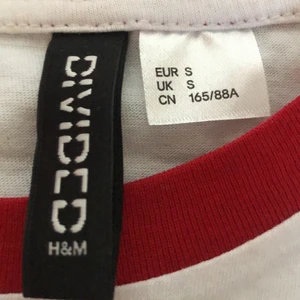 DIVIDED
H&M
EUR S
UK S
CN 165/88A